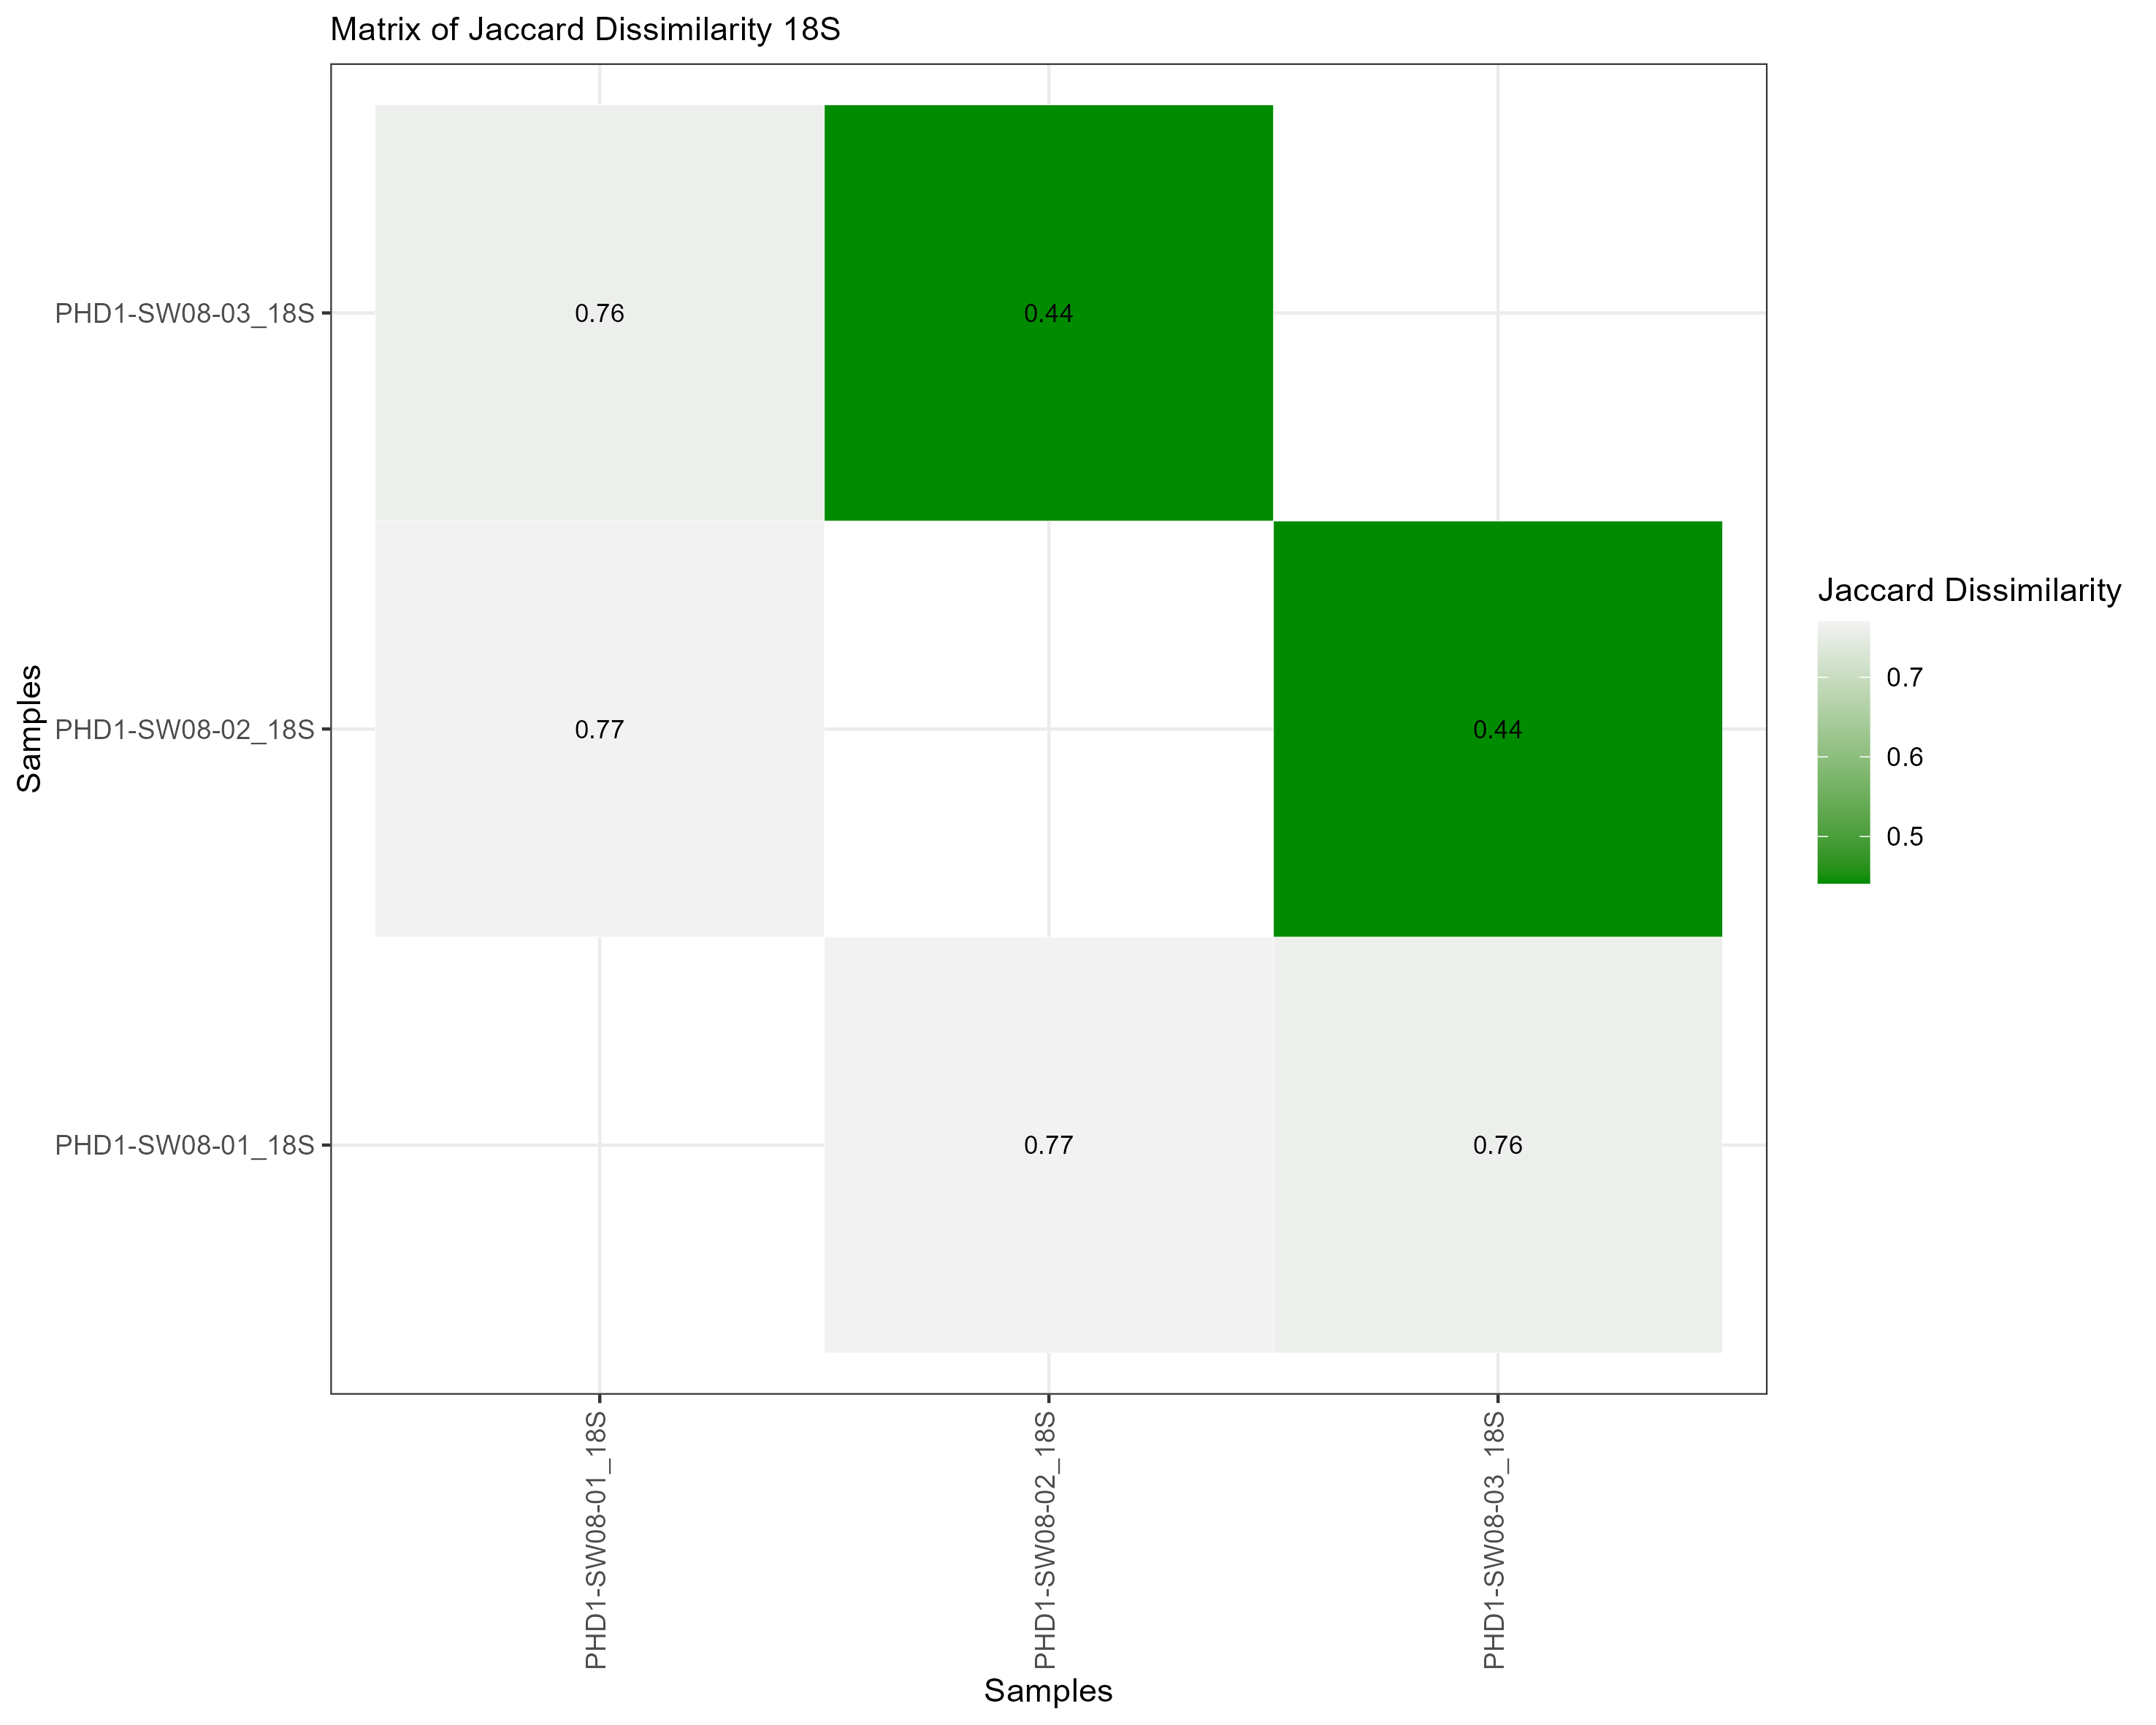 Matrix of Jaccard Dissimilarity 18S
Samples
PHD1-SW08-03_18S
0.76
0.44
PHD1-SW08-02_18S
0.77
0.44
PHD1-SW08-01_18S
0.77
0.76
PHD1-SW08-01_18S
PHD1-SW08-02_18S
PHD1-SW08-03_18S
Samples
Jaccard Dissimilarity
0.7
0.6
0.5